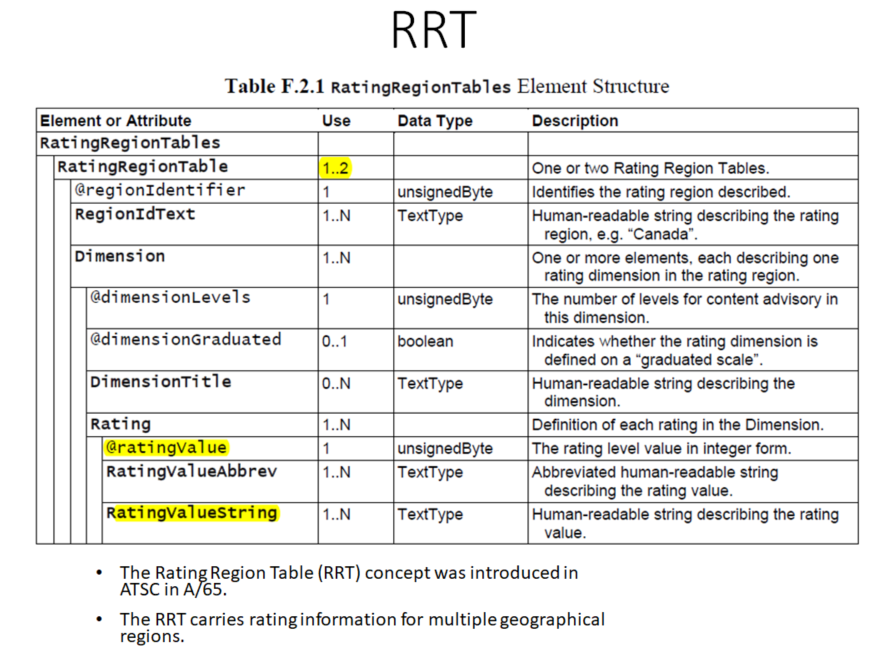 RRT
Table F.2.1 RatingRegionTables Element Structure
Element or Attribute Use Data Type Description
RatingRegionTables
RatingRegionTable 1..2 One or two Rating Region Tables.
@regionIdentifier 1 unsignedByte Identifies the rating region described.
RegionIdText 1..N TextType Human-readable string describing the rating
region, e.g. “Canada”.
Dimension 1..N One or more elements, each describing one
rating dimension in the rating region.
@dimensionLevels 1 unsignedByte The number of levels for content advisory in
this dimension.
@dimensionGraduated 0..1 boolean Indicates whether the rating dimension is
defined on a “graduated scale”.
DimensionTitle 0..N TextType Human-readable string describing the
dimension.
Rating 1..N Definition of each rating in the Dimension.
@ratingValue 1 unsignedByte The rating level value in integer form.
RatingValueAbbrev 1..N TextType Abbreviated human-readable string
describing the rating value.
RatingValueString 1..N TextType Human-readable string describing the rating
value.
• The Rating Region Table (RRT) concept was introduced in
ATSC in A/65.
• The RRT carries rating information for multiple geographical
regions.